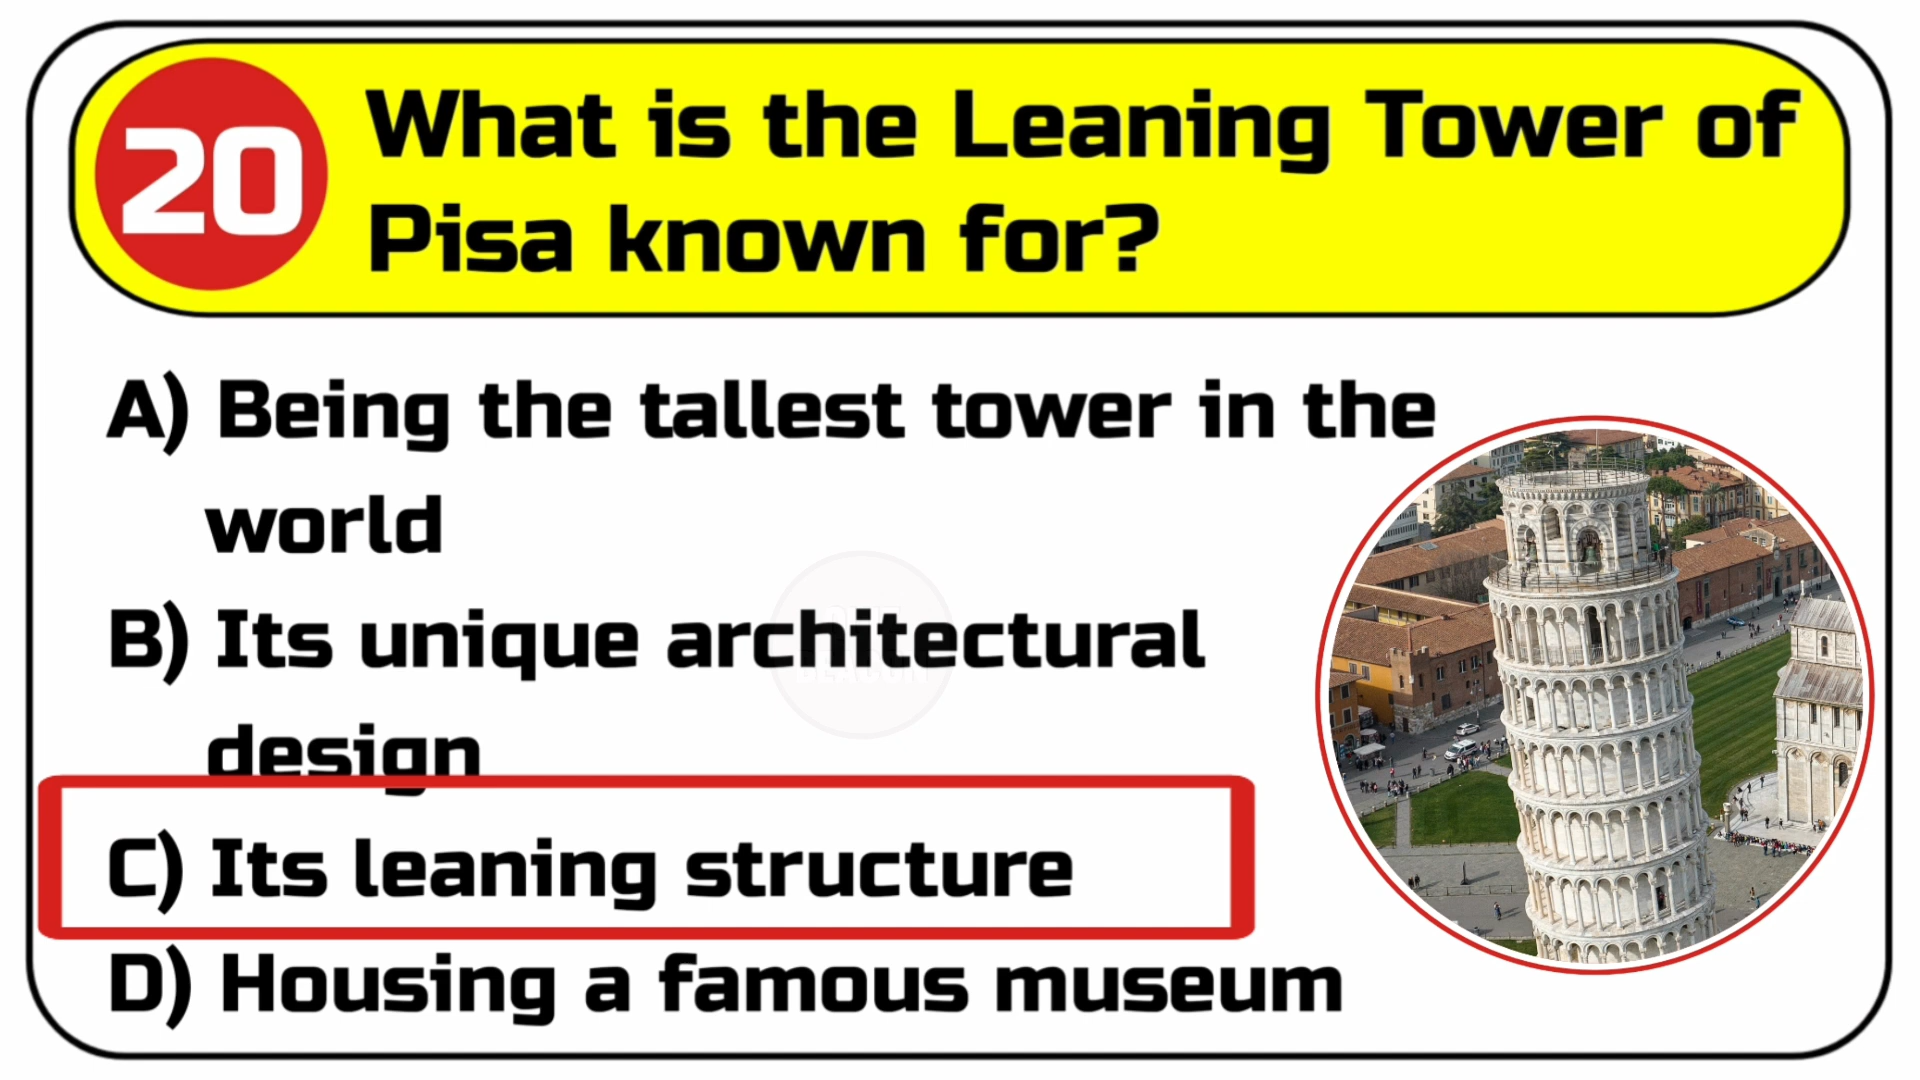 20
What is the Leaning Tower of
Pisa known for?
A) Being the tallest tower in the
world
B) Its unique architectural
design
C) Its leaning structure
D) Housing a famous museum